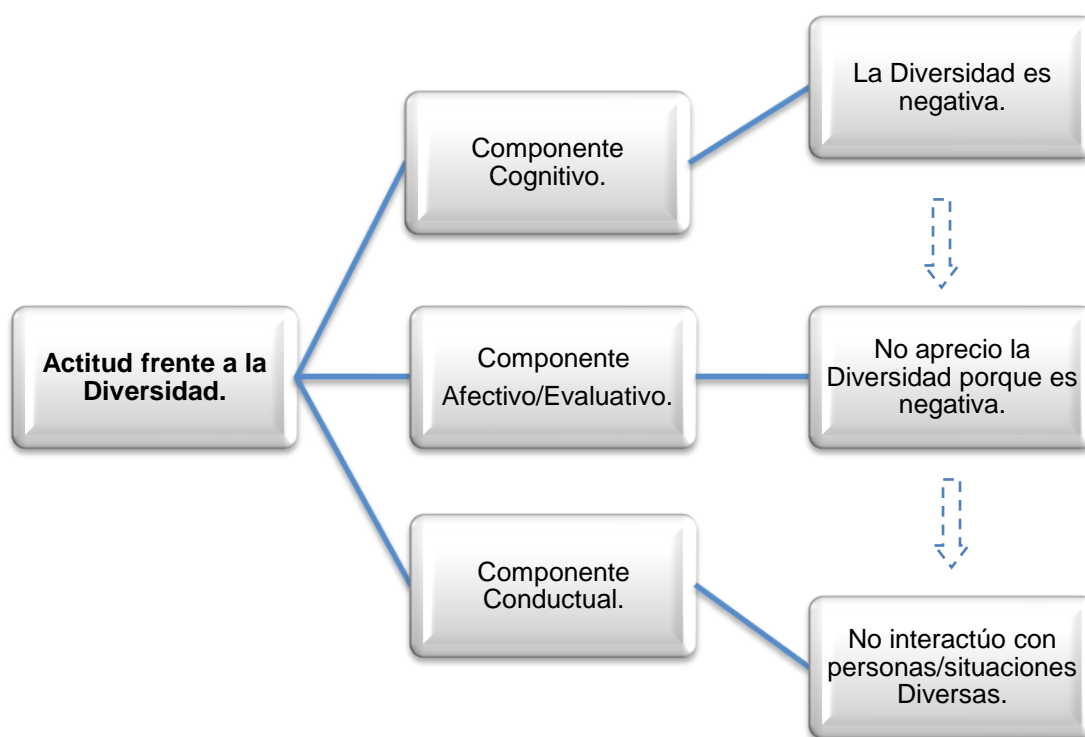 Actitud frente a la
Diversidad.
Componente
Cognitivo.
La Diversidad es
negativa.
Componente
Afectivo/Evaluativo.
No aprecio la
Diversidad porque es
negativa.
Componente
Conductual.
No interactúo con
personas/situaciones
Diversas.